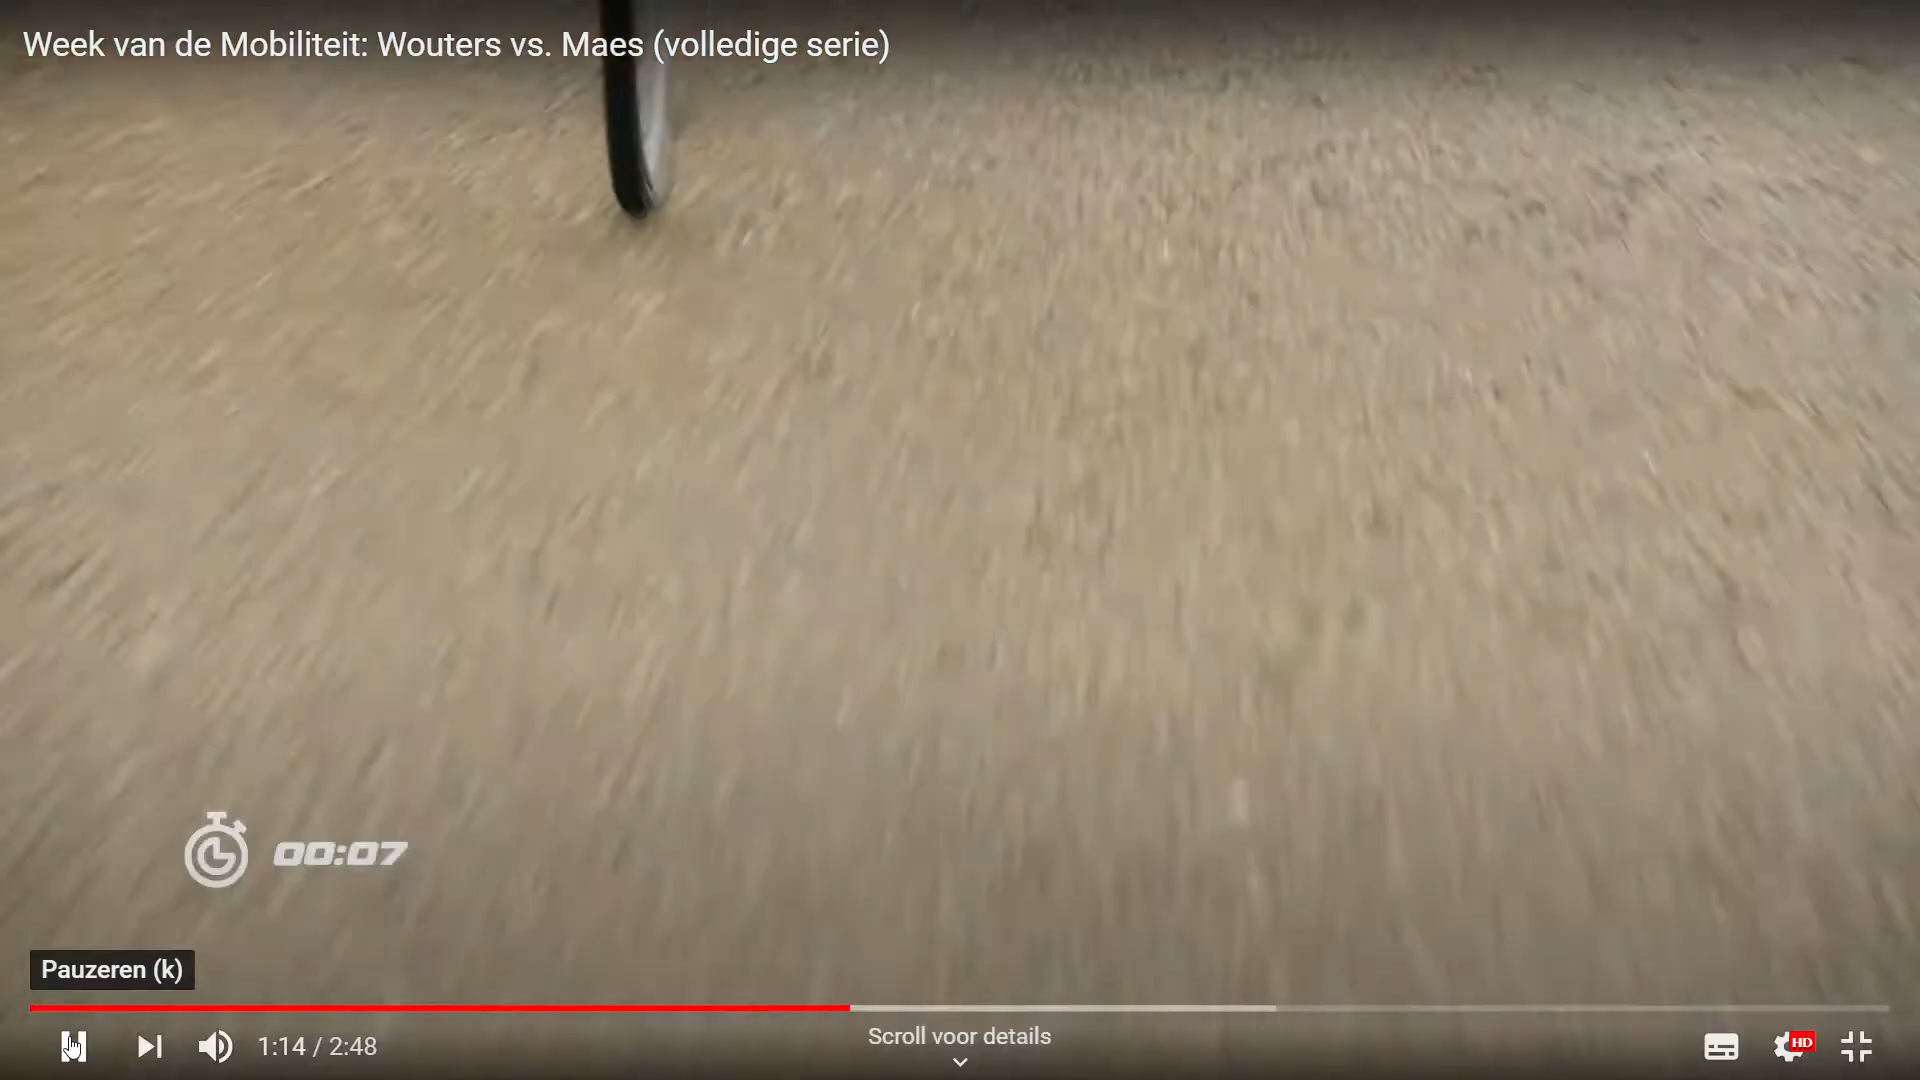 Week van de Mobiliteit: Wouters vs. Maes (volledige serie)
00:07
Pauzeren (k)
1:14 / 2:48
Scroll voor details
HD